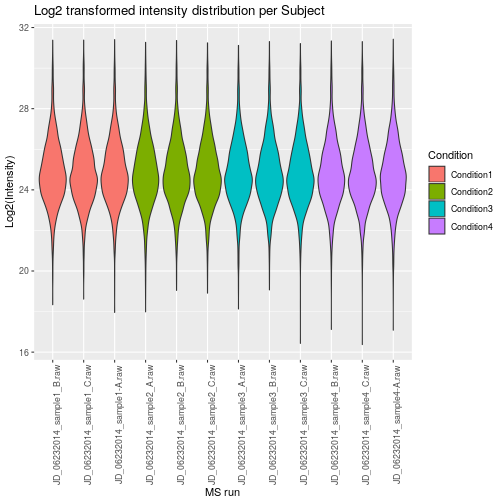 Log2 transformed intensity distribution per Subject
Log2(Intensity)
32
28
24
20
16
JD_06232014_sample1_B.raw
JD_06232014_sample1_C.raw
JD_06232014_sample1-A.raw
JD_06232014_sample2_A.raw
JD_06232014_sample2_B.raw
JD_06232014_sample2_C.raw
JD_06232014_sample3_A.raw
JD_06232014_sample3_B.raw
JD_06232014_sample3_C.raw
JD_06232014_sample4_B.raw
JD_06232014_sample4_C.raw
JD_06232014_sample4-A.raw
MS run
Condition
Condition1
Condition2
Condition3
Condition4